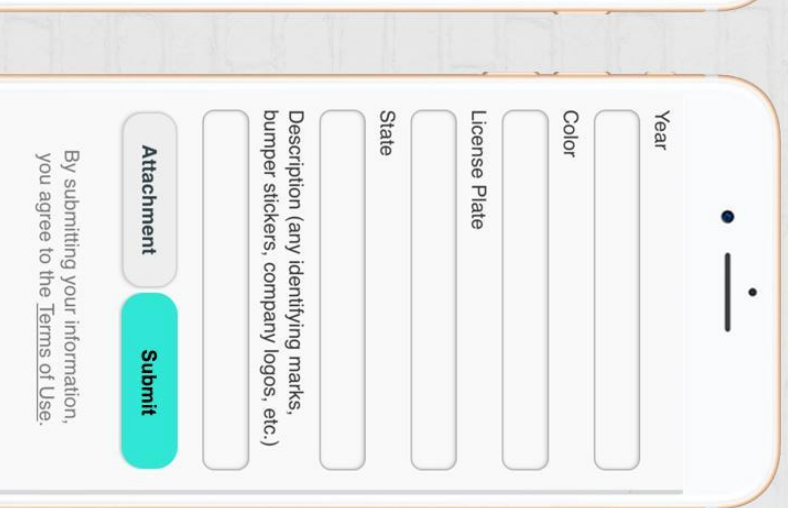 Year
Color
License Plate
State
Description (any identifying marks,
bumper stickers, company logos, etc.)
Attachment
Submit
By submitting your information,
you agree to the Terms of Use.